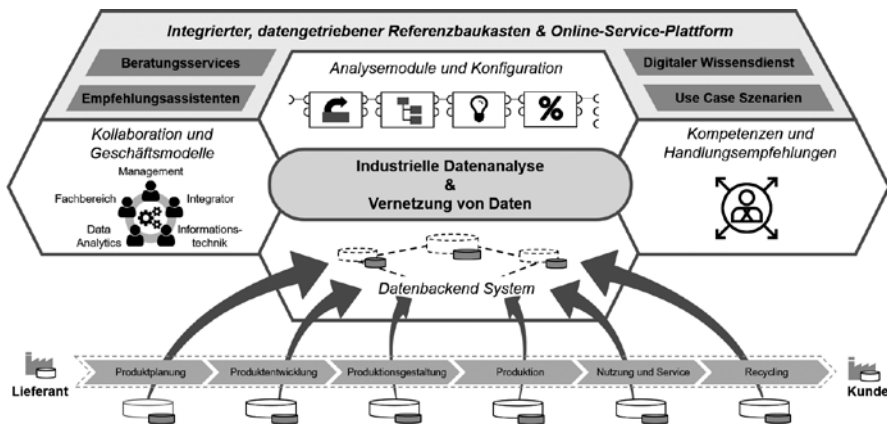 Integrierter, datengetriebener Referenzbaukasten & Online-Service-Plattform
Beratungsservices
Empfehlungsassistenten
Analysemodule und Konfiguration
Digitaler Wissensdienst
Use Case Szenarien
%
Kollaboration und
Geschäftsmodelle
Management
Fachbereich
Integrator
Data
Analytics
Informations-
technik
Industrielle Datenanalyse
&
Vernetzung von Daten
Kompetenzen und
Handlungsempfehlungen
Datenbackend System
Lieferant
Produktplanung
Produktentwicklung
Produktionsgestaltung
Produktion
Nutzung und Service
Recycling
Kunde